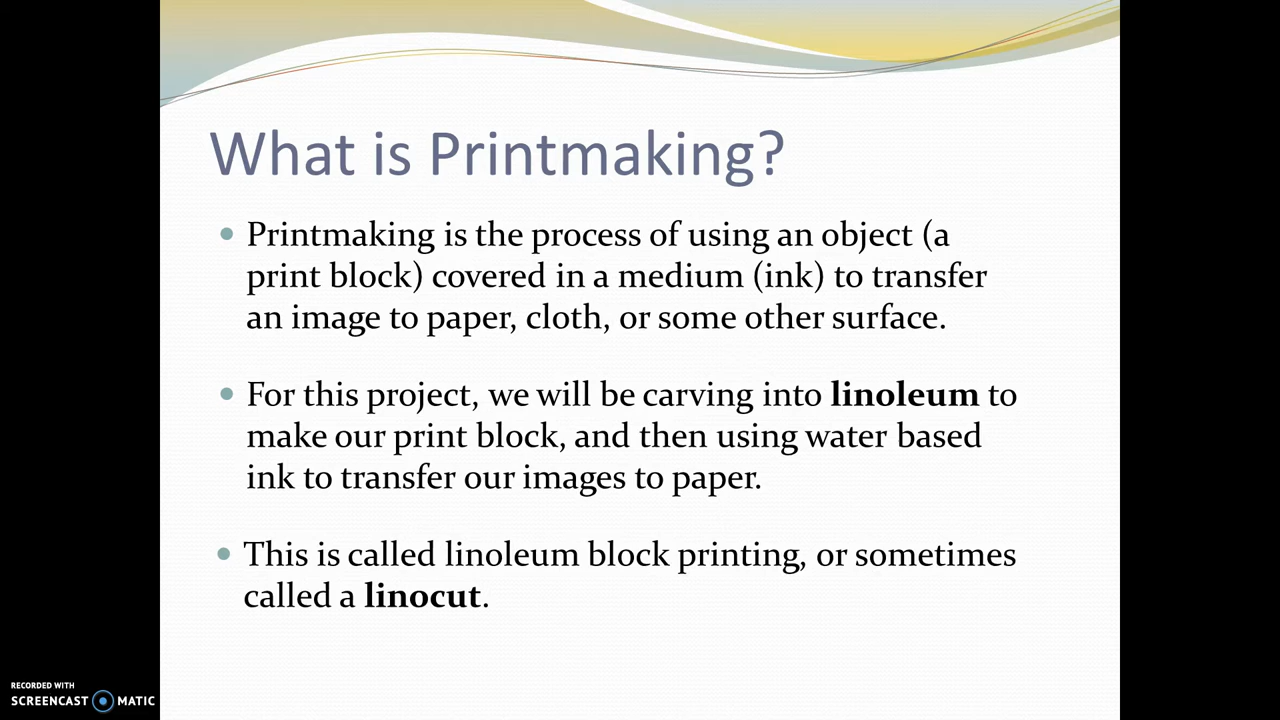 What is Printmaking?
Printmaking is the process of using an object (a
print block) covered in a medium (ink) to transfer
an image to paper, cloth, or some other surface.
For this project, we will be carving into linoleum to
make our print block, and then using water based
ink to transfer our images to paper.
This is called linoleum block printing, or sometimes
called a linocut.
RECORDED WITH
SCREENCAST MATIC